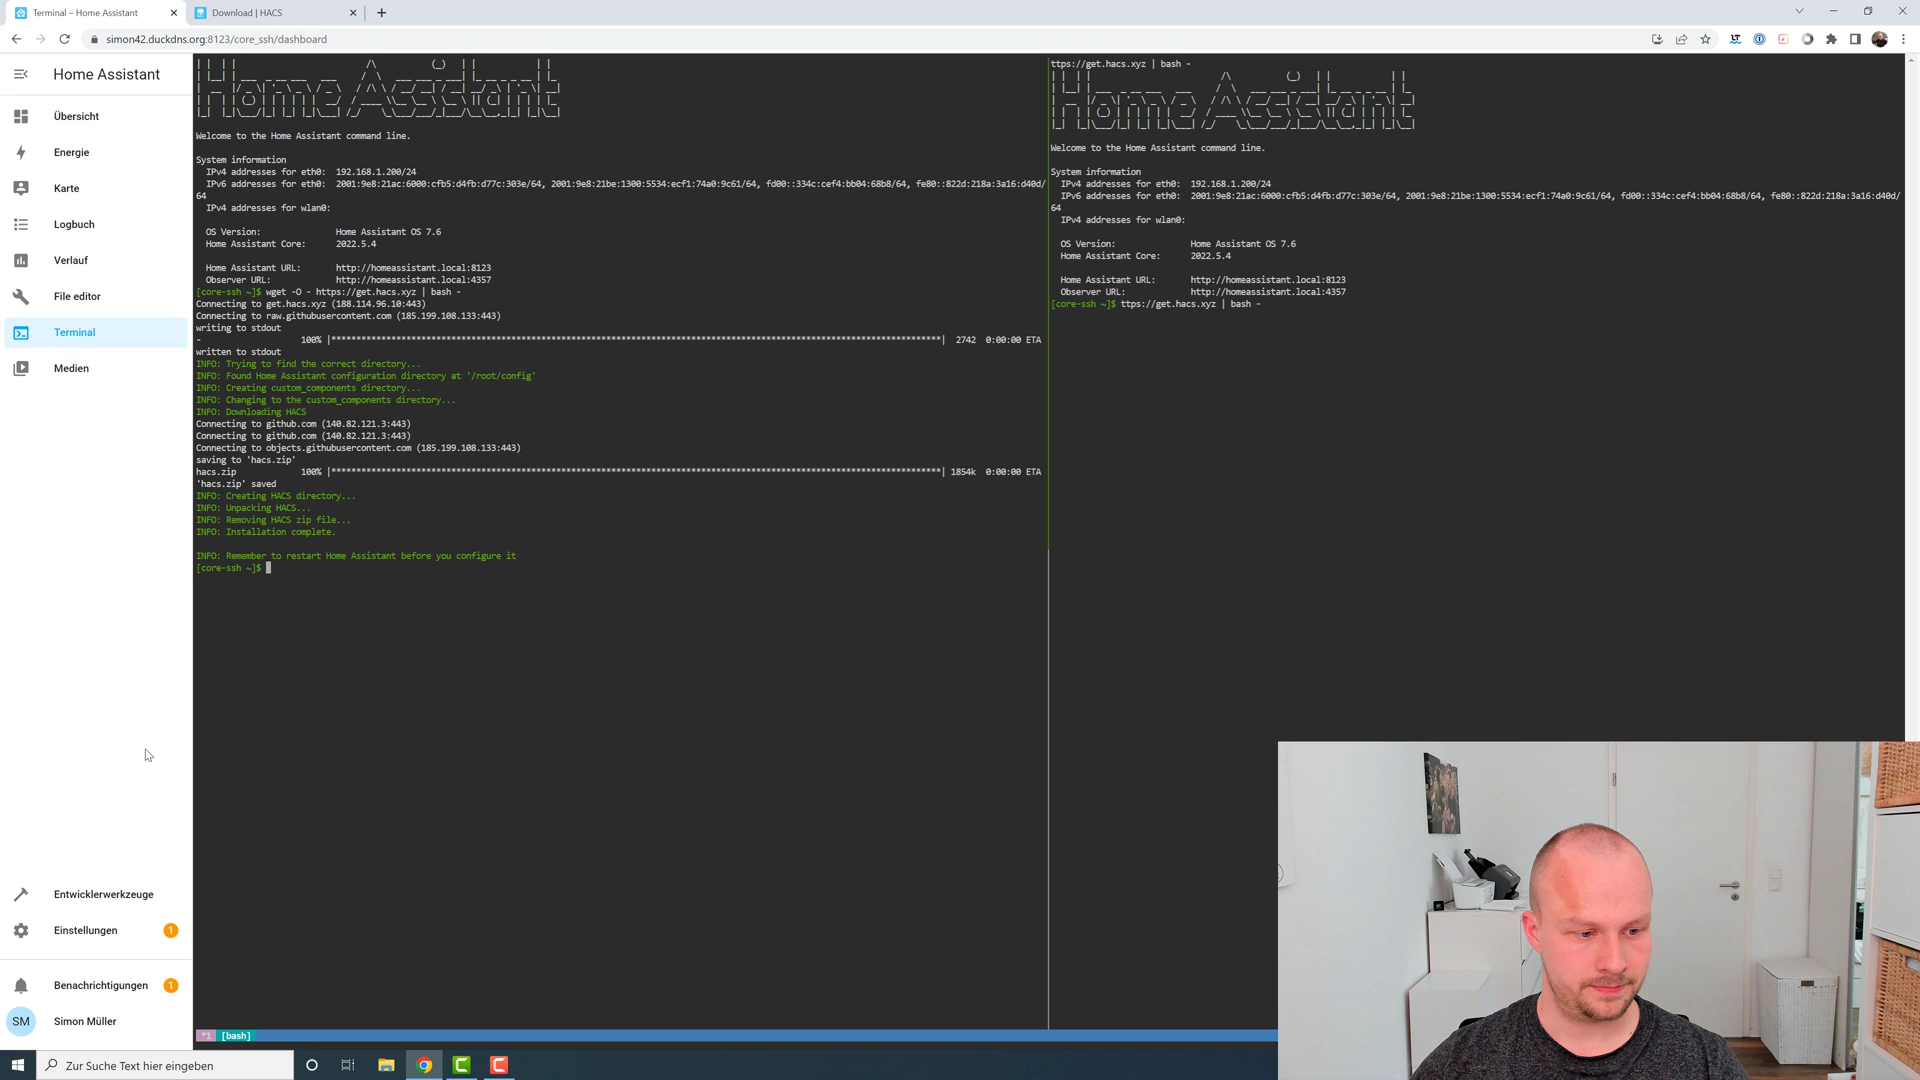 Terminal – Home Assistant
Download | HACS
simon42.duckdns.org:8123/core_ssh/dashboard
Home Assistant
Übersicht
Energie
Karte
Logbuch
Verlauf
File editor
Terminal
Medien
Entwicklerwerkzeuge
Einstellungen 1
Benachrichtigungen 1
SM Simon Müller
Home Assistant
Welcome to the Home Assistant command line.
System information
IPv4 addresses for eth0: 192.168.1.200/24
IPv6 addresses for eth0: 2001:9e8:21ac:6000:cfb5:d4fb:d77c:303e/64, 2001:9e8:21be:1300:5534:ecf1:74a0:9c61/64, fd00::334c:cef4:bb04:68b8/64, fe80::822d:218a:3a16:d40d/
64
IPv4 addresses for wlan0:
OS Version: Home Assistant OS 7.6
Home Assistant Core: 2022.5.4
Home Assistant URL: http://homeassistant.local:8123
Observer URL: http://homeassistant.local:4357
[core-ssh ~]$ wget -O - https://get.hacs.xyz | bash -
Connecting to get.hacs.xyz (188.114.96.10:443)
Connecting to raw.githubusercontent.com (185.199.108.133:443)
writing to stdout
- 100% |**************************************************************************************************************************| 2742 0:00:00 ETA
written to stdout
INFO: Trying to find the correct directory...
INFO: Found Home Assistant configuration directory at '/root/config'
INFO: Creating custom_components directory...
INFO: Changing to the custom_components directory...
INFO: Downloading HACS
Connecting to github.com (140.82.121.3:443)
Connecting to github.com (140.82.121.3:443)
Connecting to objects.githubusercontent.com (185.199.108.133:443)
saving to 'hacs.zip'
hacs.zip 100% |**************************************************************************************************************************| 1854k 0:00:00 ETA
'hacs.zip' saved
INFO: Creating HACS directory...
INFO: Unpacking HACS...
INFO: Removing HACS zip file...
INFO: Installation complete.
INFO: Remember to restart Home Assistant before you configure it
[core-ssh ~]$
ttps://get.hacs.xyz | bash -
Home Assistant
Welcome to the Home Assistant command line.
System information
IPv4 addresses for eth0: 192.168.1.200/24
IPv6 addresses for eth0: 2001:9e8:21ac:6000:cfb5:d4fb:d77c:303e/64, 2001:9e8:21be:1300:5534:ecf1:74a0:9c61/64, fd00::334c:cef4:bb04:68b8/64, fe80::822d:218a:3a16:d40d/
64
IPv4 addresses for wlan0:
OS Version: Home Assistant OS 7.6
Home Assistant Core: 2022.5.4
Home Assistant URL: http://homeassistant.local:8123
Observer URL: http://homeassistant.local:4357
[core-ssh ~]$ ttps://get.hacs.xyz | bash -
*1 [bash]
Zur Suche Text hier eingeben